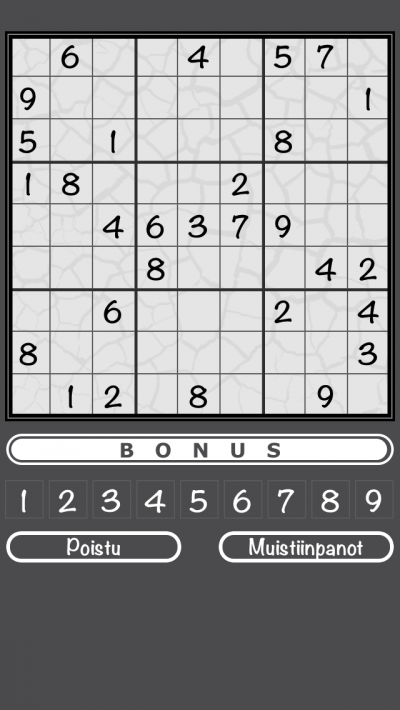 6 4 5 7
9 1
5 1 8
1 8 2
4 6 3 7 9
8 4 2
6 2 4
8 3
1 2 8 9
BONUS
1 2 3 4 5 6 7 8 9
Poistu Muistiinpanot